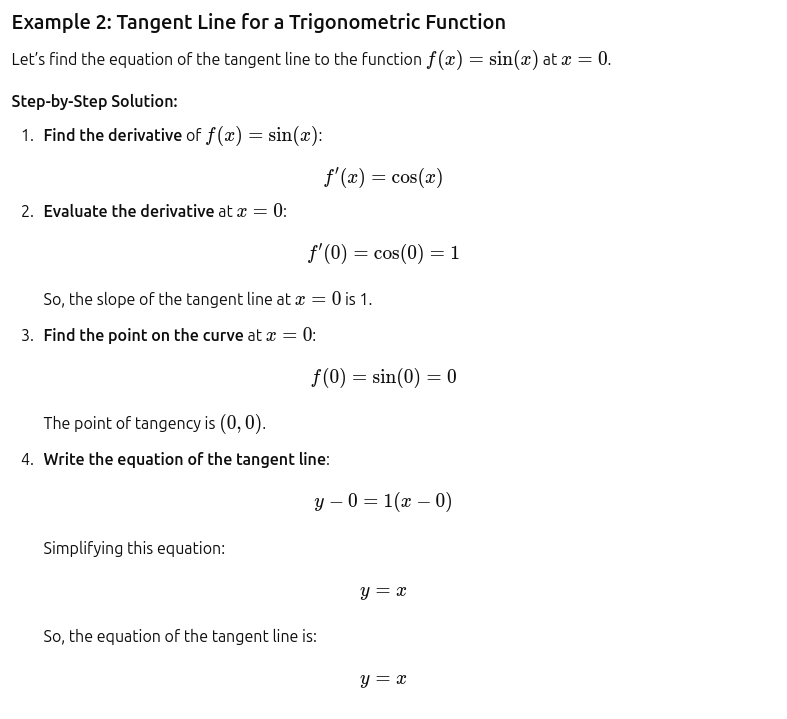 Example 2: Tangent Line for a Trigonometric Function
Let's find the equation of the tangent line to the function f(x) = sin(x) at x = 0.
Step-by-Step Solution:
1. Find the derivative of f(x) = sin(x):
f′(x) = cos(x)
2. Evaluate the derivative at x = 0:
f′(0) = cos(0) = 1
So, the slope of the tangent line at x = 0 is 1.
3. Find the point on the curve at x = 0:
f(0) = sin(0) = 0
The point of tangency is (0, 0).
4. Write the equation of the tangent line:
y − 0 = 1(x − 0)
Simplifying this equation:
y = x
So, the equation of the tangent line is:
y = x